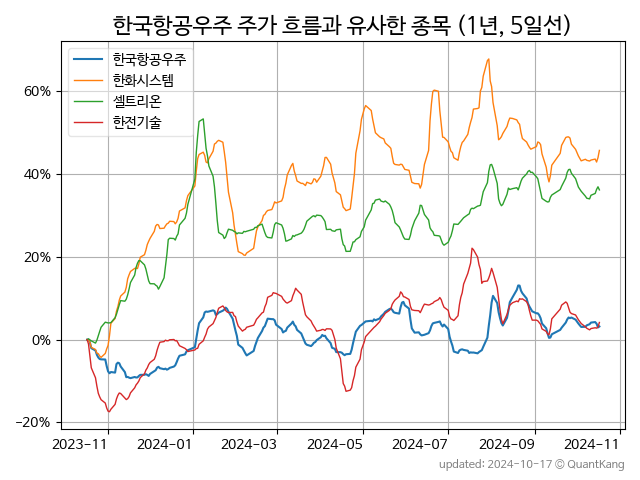 한국항공우주 주가 흐름과 유사한 종목 (1년, 5일선)
한국항공우주
한화시스템
셀트리온
한전기술
60%
40%
20%
0%
−20%
2023−11 2024−01 2024−03 2024−05 2024−07 2024−09 2024−11
updated: 2024-10-17 © QuantKang